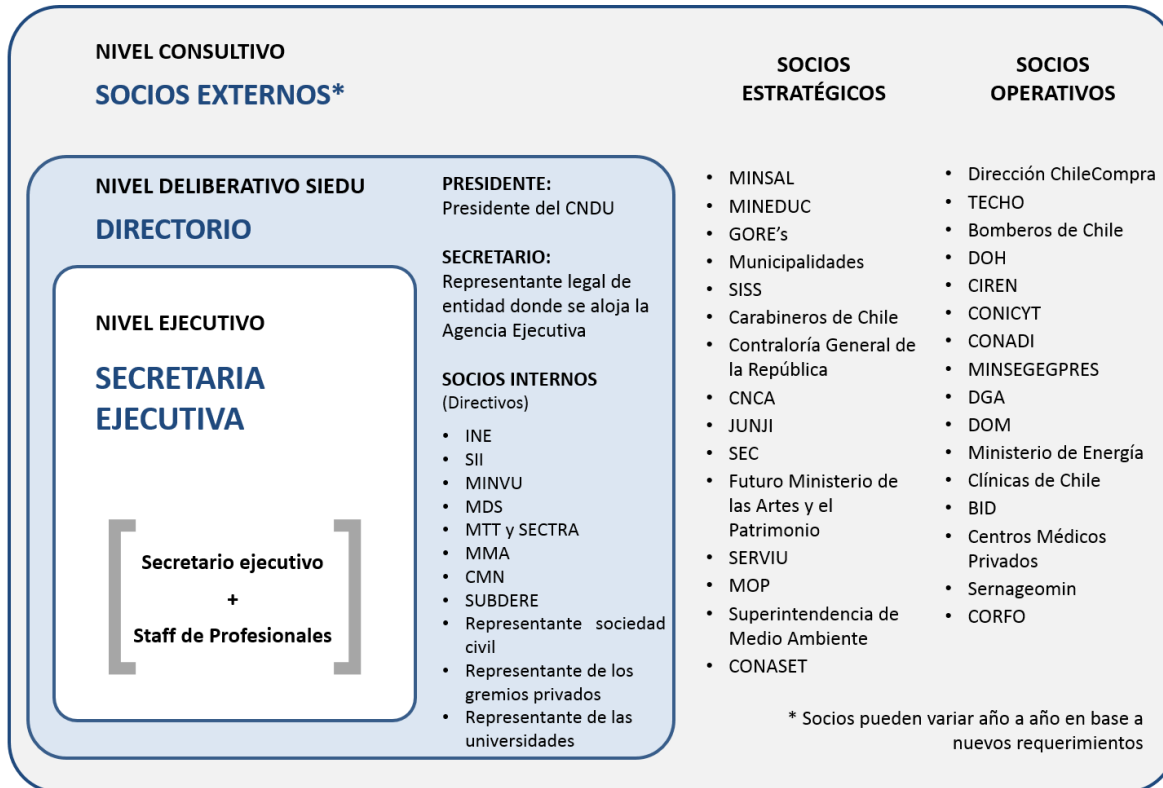 NIVEL CONSULTIVO
SOCIOS EXTERNOS*
NIVEL DELIBERATIVO SIEDU
DIRECTORIO
NIVEL EJECUTIVO
SECRETARIA
EJECUTIVA
Secretario ejecutivo
+
Staff de Profesionales
PRESIDENTE:
Presidente del CNDU
SECRETARIO:
Representante legal de
entidad donde se aloja la
Agencia Ejecutiva
SOCIOS INTERNOS
(Directivos)
• INE
• SII
• MINVU
• MDS
• MTT y SECTRA
• MMA
• CMN
• SUBDERE
• Representante sociedad
civil
• Representante de los
gremios privados
• Representante de las
universidades
SOCIOS
ESTRATÉGICOS
• MINSAL
• MINEDUC
• GORE’s
• Municipalidades
• SISS
• Carabineros de Chile
• Contraloría General de
la República
• CNCA
• JUNJI
• SEC
• Futuro Ministerio de
las Artes y el
Patrimonio
• SERVIU
• MOP
• Superintendencia de
Medio Ambiente
• CONASET
SOCIOS
OPERATIVOS
• Dirección ChileCompra
• TECHO
• Bomberos de Chile
• DOH
• CIREN
• CONICYT
• CONADI
• MINSEGEGPRES
• DGA
• DOM
• Ministerio de Energía
• Clínicas de Chile
• BID
• Centros Médicos
Privados
• Sernageomin
• CORFO
* Socios pueden variar año a año en base a
nuevos requerimientos